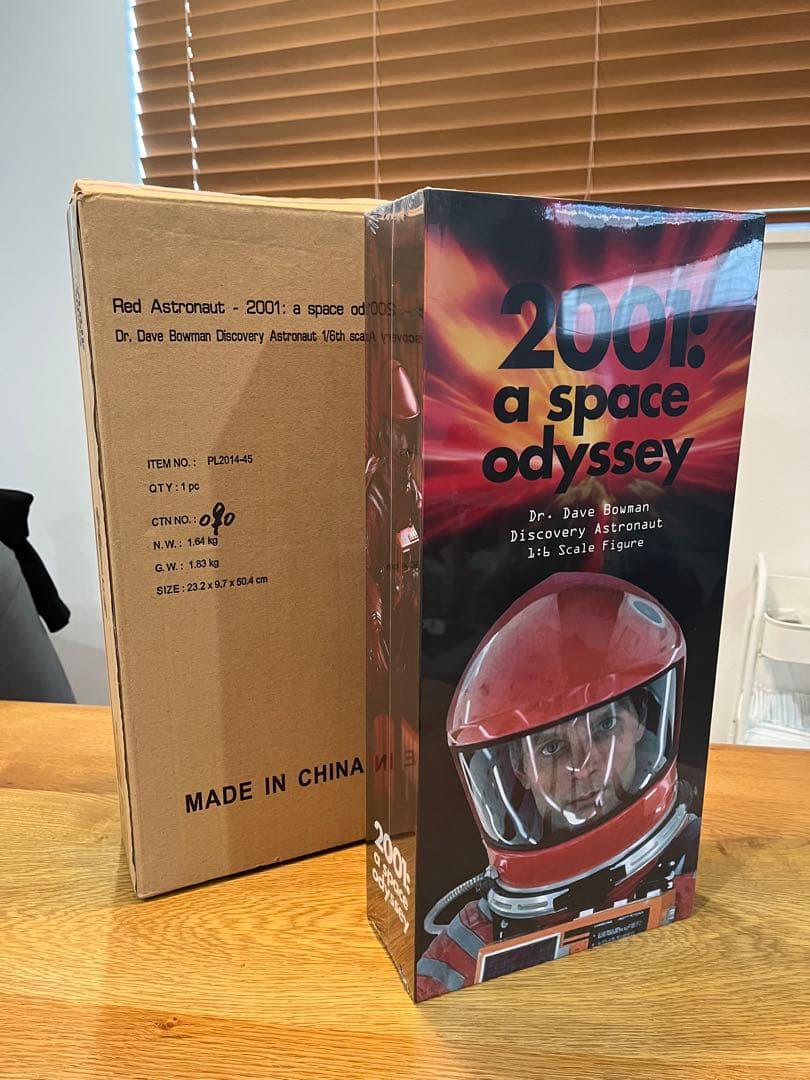 Red Astronaut - 2001: a space od
Dr. Dave Bowman Discovery Astronaut 1/6th sca
ITEM NO.: PL2014-45
QTY: 1 pc
CTN NO.: 090
N.W.: 1.64 kg
G.W.: 1.83 kg
SIZE: 23.2 x 9.7 x 50.4 cm
MADE IN CHINA
2001:
a space
odyssey
Dr. Dave Bowman
Discovery Astronaut
1:6 Scale Figure
2001:
a space
odyssey